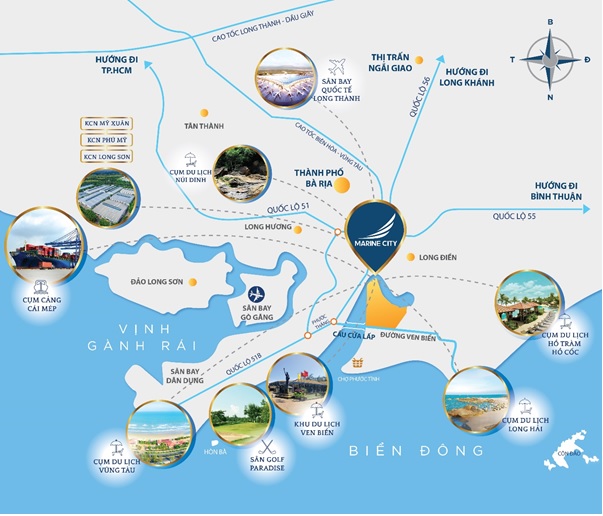 CAO TỐC LONG THÀNH - DẦU GIÂY
B
T
Đ
N
HƯỚNG ĐI
TP.HCM
SÂN BAY
QUỐC TẾ
LONG THÀNH
THỊ TRẤN
NGÃI GIAO
HƯỚNG ĐI
LONG KHÁNH
QUỐC LỘ 56
KCN MỸ XUÂN
KCN PHÚ MỸ
KCN LONG SƠN
TÂN THÀNH
CAO TỐC BIÊN HÒA - VŨNG TÀU
CỤM DU LỊCH
NÚI DINH
THÀNH PHỐ
BÀ RỊA
HƯỚNG ĐI
BÌNH THUẬN
QUỐC LỘ 51
QUỐC LỘ 55
LONG HƯƠNG
MARINE CITY
LONG ĐIỀN
CỤM CẢNG
CÁI MÉP
ĐẢO LONG SƠN
SÂN BAY
GÒ GĂNG
VỊNH
GÀNH RÁI
PHƯỚC
THẮNG
CẦU CỬA LẤP
ĐƯỜNG VEN BIỂN
CỤM DU LỊCH
HỒ TRÀM
HỒ CỐC
QUỐC LỘ 51B
SÂN BAY
DÂN DỤNG
CHỢ PHƯỚC TỈNH
KHU DU LỊCH
VEN BIỂN
CỤM DU LỊCH
LONG HẢI
CỤM DU LỊCH
VŨNG TÀU
HÒN BÀ
SÂN GOLF
PARADISE
BIỂN ĐÔNG
CÔN ĐẢO